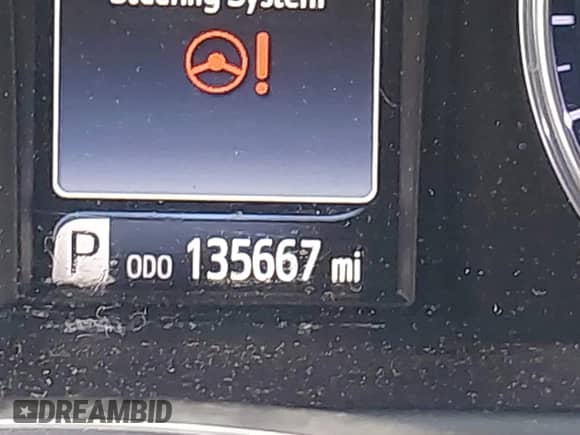 Steering System
P ODO 135667 mi
DREAMBID